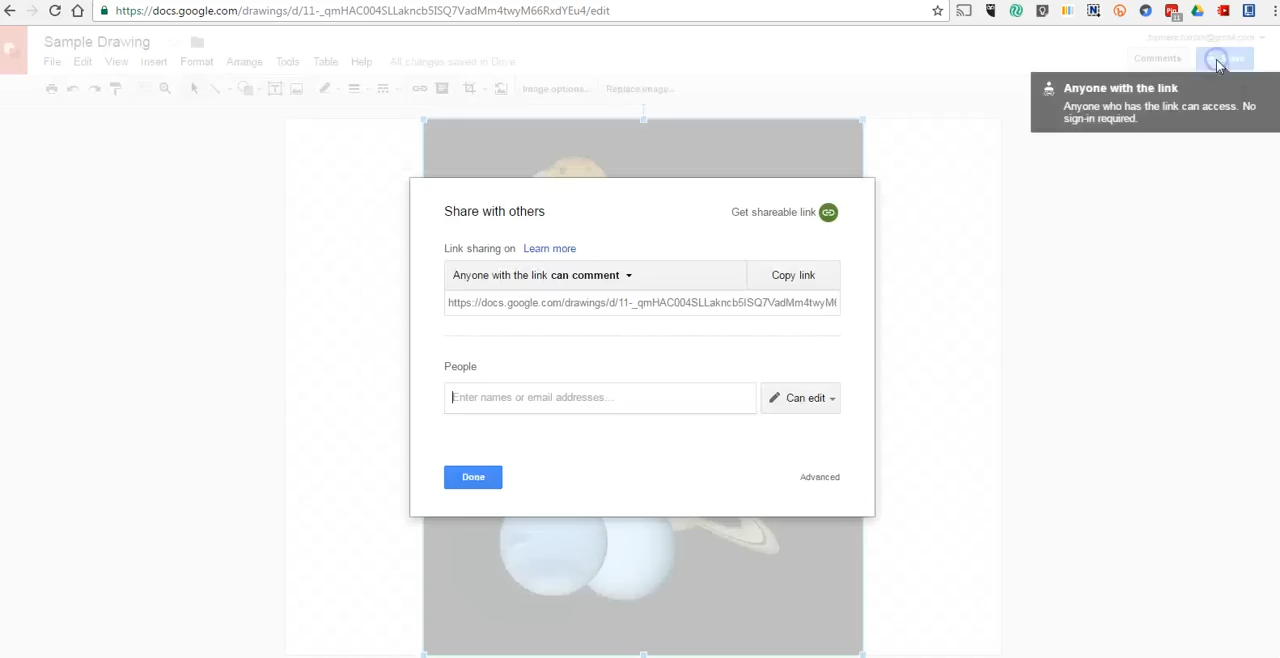 https://docs.google.com/drawings/d/11-_qmHAC004SLLakncb5ISQ7VadMm4twyM66RxdYEu4/edit
11
Sample Drawing
File Edit View Insert Format Arrange Tools Table Help All changes saved in Drive
Comments
Image options... Replace image...
Anyone with the link
Anyone who has the link can access. No
sign-in required.
Share with others
Get shareable link
Link sharing on Learn more
Anyone with the link can comment
Copy link
https://docs.google.com/drawings/d/11-_qmHAC004SLLakncb5ISQ7VadMm4twyM6
People
Enter names or email addresses...
Can edit
Done
Advanced